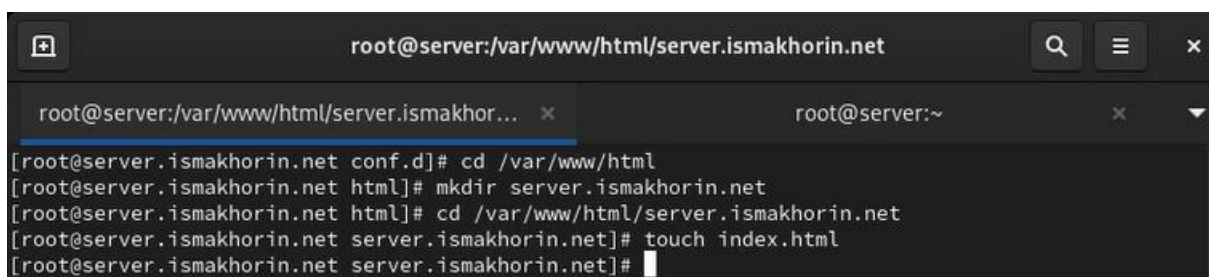 root@server:/var/www/html/server.ismakhorin.net
root@server:/var/www/html/server.ismakhor... × root@server:~ ×
[root@server.ismakhorin.net conf.d]# cd /var/www/html
[root@server.ismakhorin.net html]# mkdir server.ismakhorin.net
[root@server.ismakhorin.net html]# cd /var/www/html/server.ismakhorin.net
[root@server.ismakhorin.net server.ismakhorin.net]# touch index.html
[root@server.ismakhorin.net server.ismakhorin.net]#